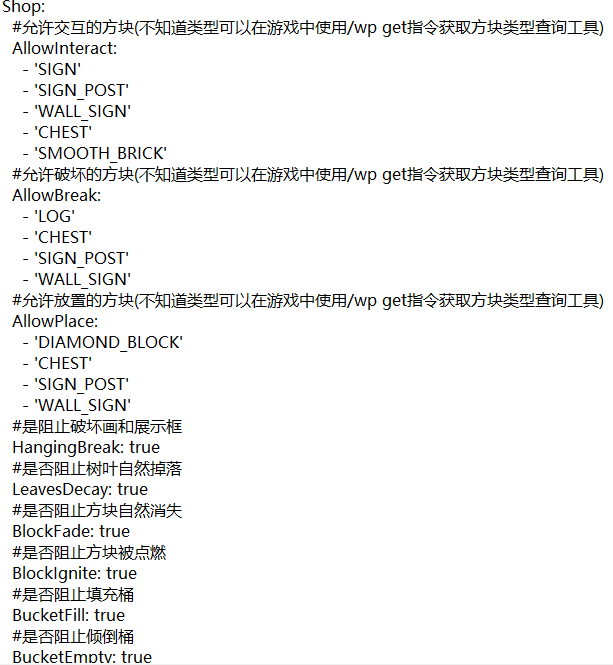 Shop:
#允许交互的方块(不知道类型可以在游戏中使用/wp get指令获取方块类型查询工具)
AllowInteract:
- 'SIGN'
- 'SIGN_POST'
- 'WALL_SIGN'
- 'CHEST'
- 'SMOOTH_BRICK'
#允许破坏的方块(不知道类型可以在游戏中使用/wp get指令获取方块类型查询工具)
AllowBreak:
- 'LOG'
- 'CHEST'
- 'SIGN_POST'
- 'WALL_SIGN'
#允许放置的方块(不知道类型可以在游戏中使用/wp get指令获取方块类型查询工具)
AllowPlace:
- 'DIAMOND_BLOCK'
- 'CHEST'
- 'SIGN_POST'
- 'WALL_SIGN'
#是阻止破坏画和展示框
HangingBreak: true
#是否阻止树叶自然掉落
LeavesDecay: true
#是否阻止方块自然消失
BlockFade: true
#是否阻止方块被点燃
BlockIgnite: true
#是否阻止填充桶
BucketFill: true
#是否阻止倾倒桶
BucketEmpty: true